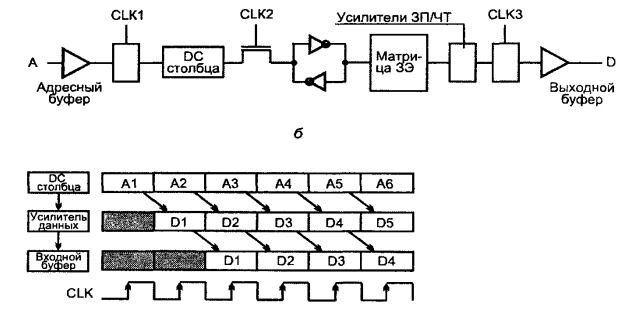 CLK1
CLK2
Усилители ЗП/ЧТ
CLK3
A
DC
столбца
Матри-
ца ЗЭ
D
Адресный
буфер
Выходной
буфер
б
DC
столбца
A1 A2 A3 A4 A5 A6
Усилитель
данных
D1 D2 D3 D4 D5
Входной
буфер
D1 D2 D3 D4
CLK